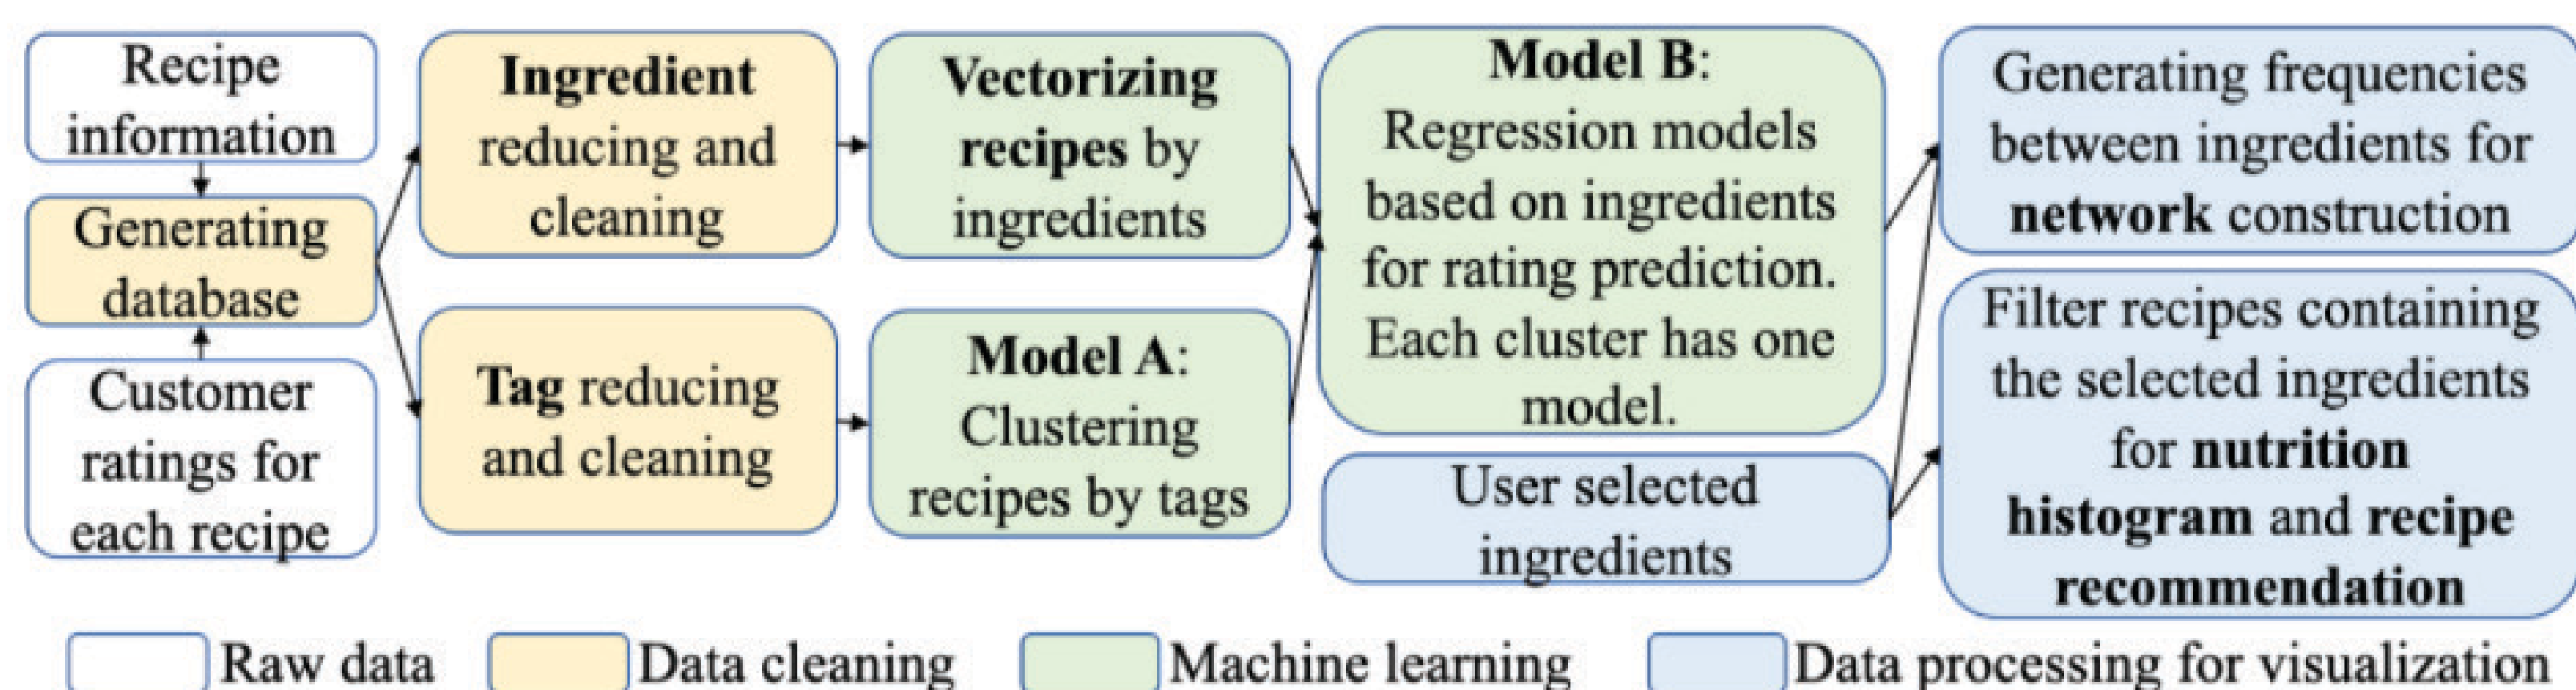 Recipe
information
Generating
database
Customer
ratings for
each recipe
Ingredient
reducing and
cleaning
Tag reducing
and cleaning
Vectorizing
recipes by
ingredients
Model A:
Clustering
recipes by tags
Model B:
Regression models
based on ingredients
for rating prediction.
Each cluster has one
model.
User selected
ingredients
Generating frequencies
between ingredients for
network construction
Filter recipes containing
the selected ingredients
for nutrition
histogram and recipe
recommendation
Raw data
Data cleaning
Machine learning
Data processing for visualization